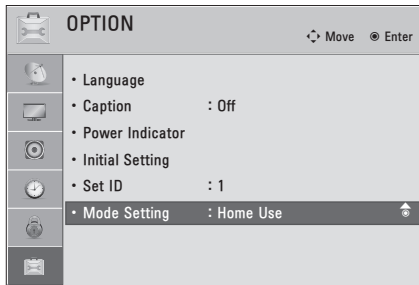 OPTION
Move Enter
• Language
• Caption : Off
• Power Indicator
• Initial Setting
• Set ID : 1
• Mode Setting : Home Use